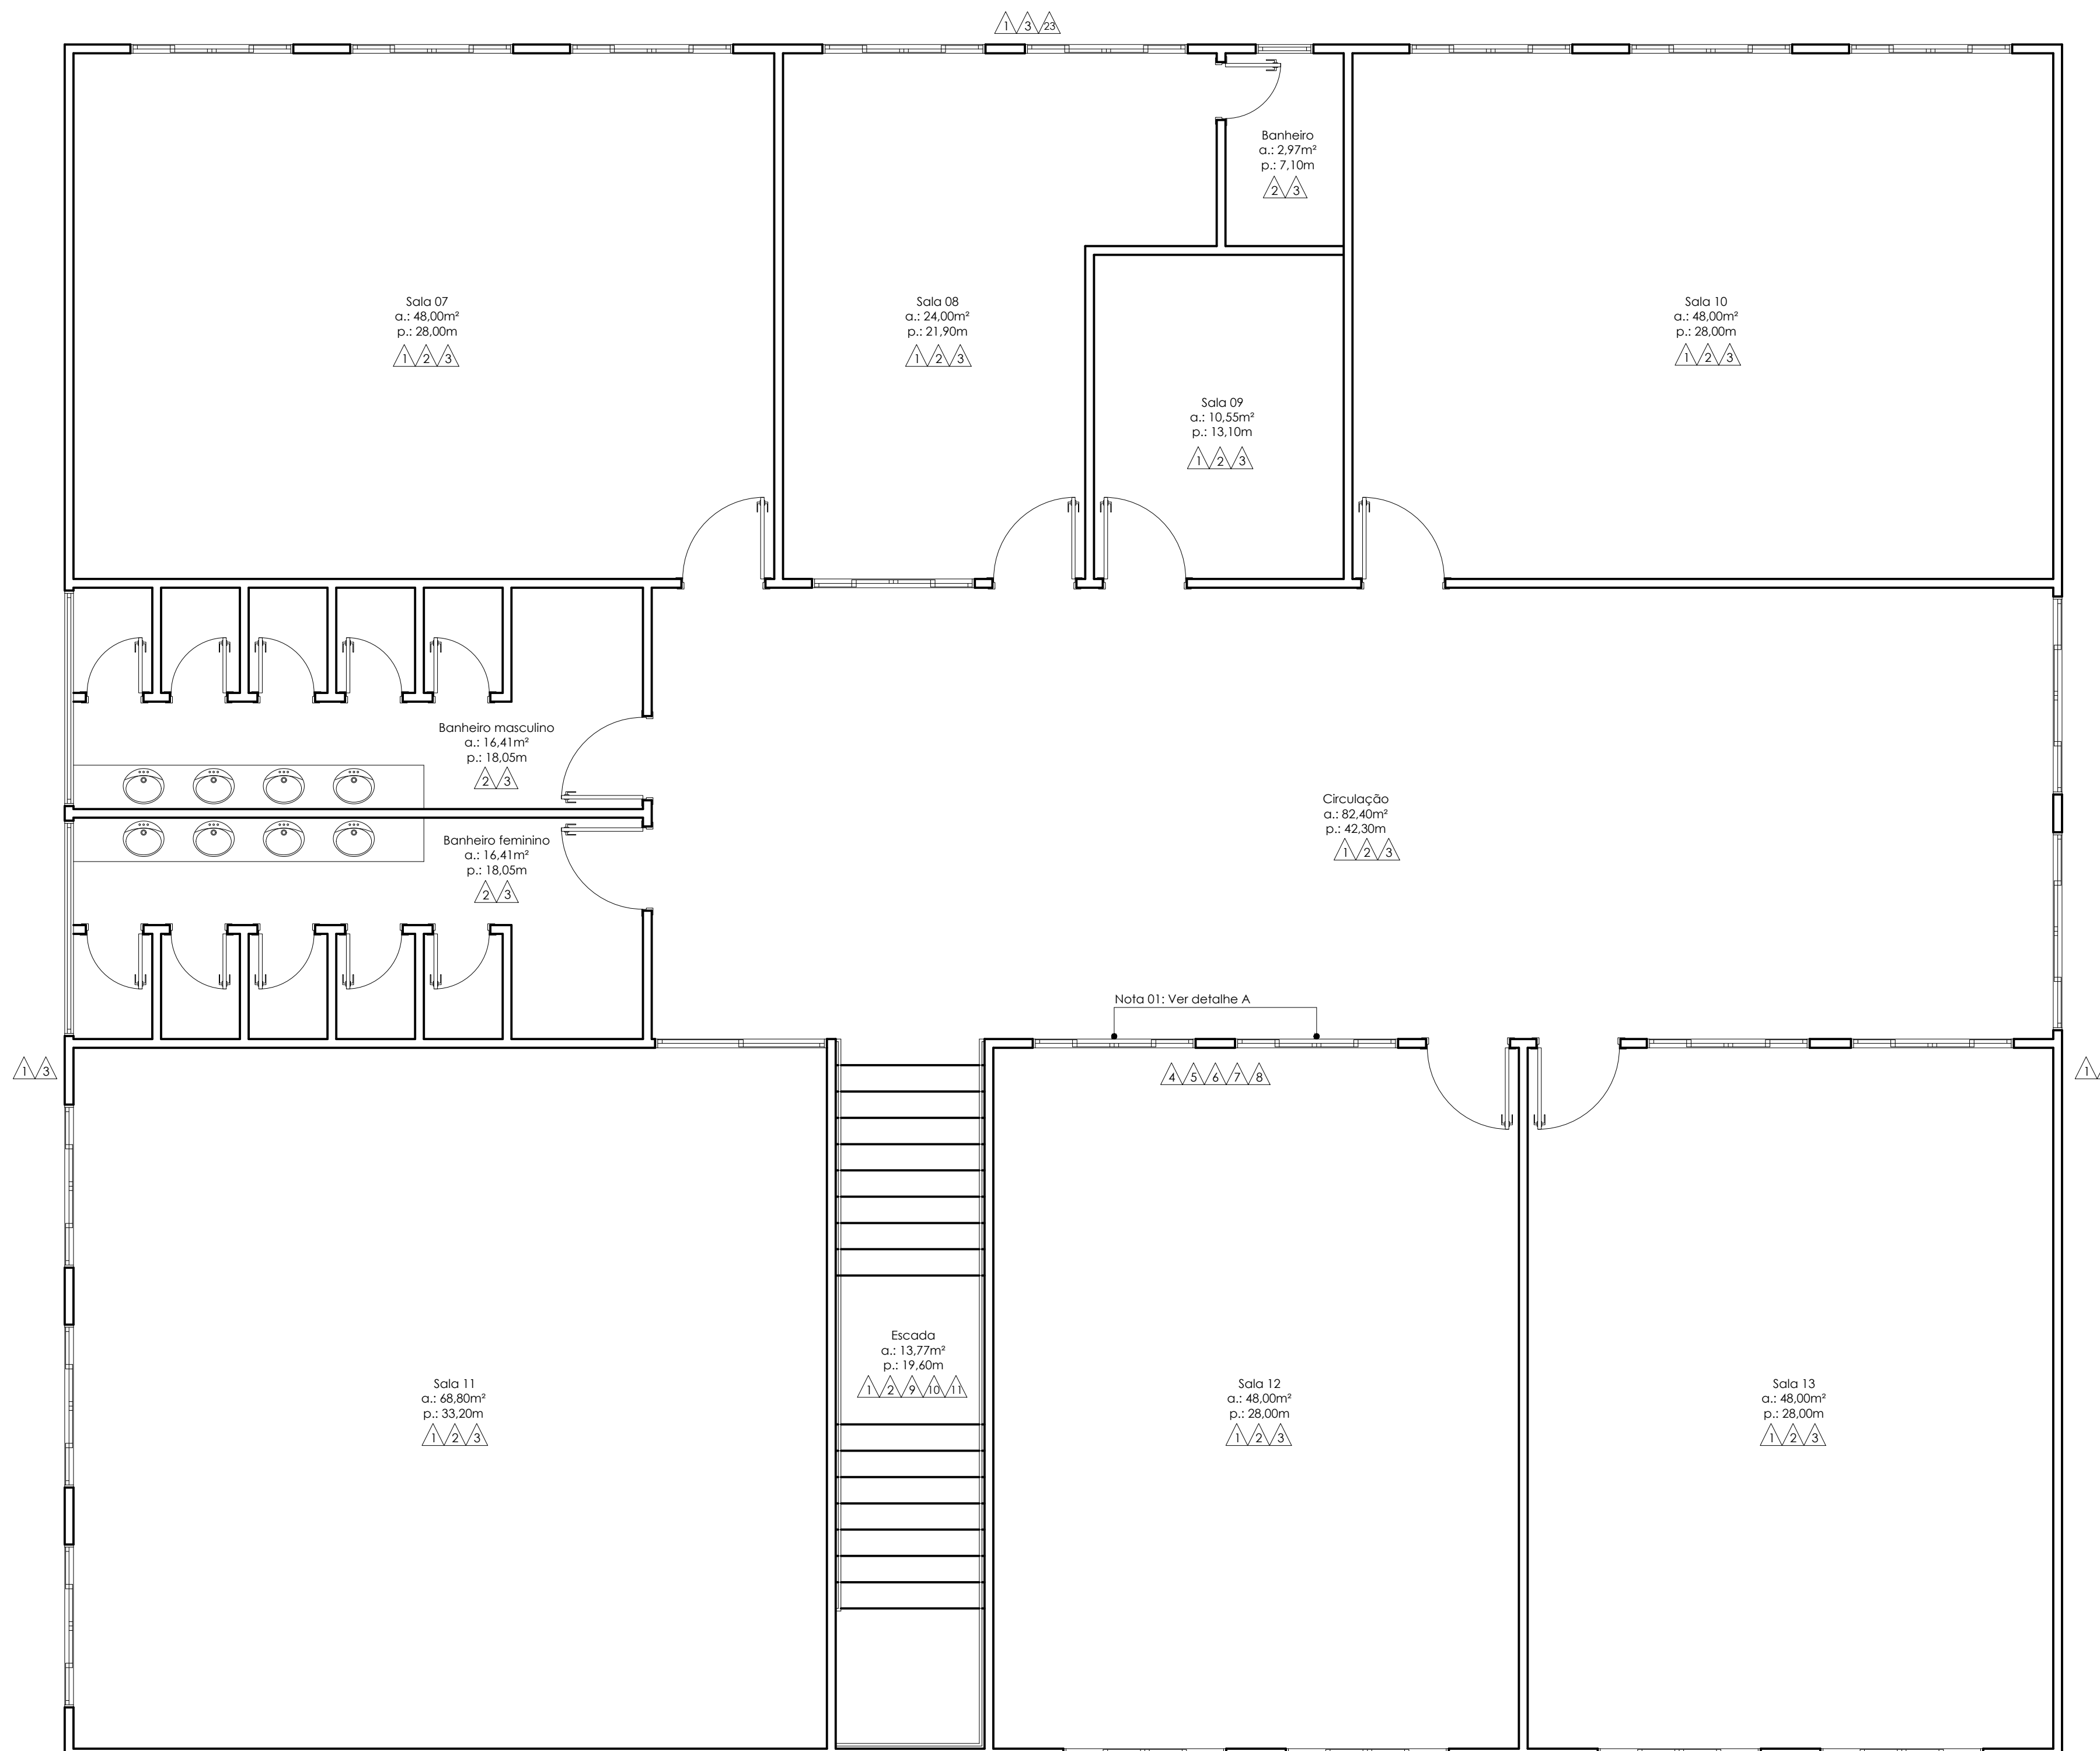 1 3 23
Banheiro
a.: 2,97m²
p.: 7,10m
2 3
Sala 07
a.: 48,00m²
p.: 28,00m
1 2 3
Sala 08
a.: 24,00m²
p.: 21,90m
1 2 3
Sala 10
a.: 48,00m²
p.: 28,00m
1 2 3
Sala 09
a.: 10,55m²
p.: 13,10m
1 2 3
Banheiro masculino
a.: 16,41m²
p.: 18,05m
2 3
Banheiro feminino
a.: 16,41m²
p.: 18,05m
2 3
Circulação
a.: 82,40m²
p.: 42,30m
1 2 3
Nota 01: Ver detalhe A
1 3
4 5 6 7 8
1
Escada
a.: 13,77m²
p.: 19,60m
1 2 9 10 11
Sala 11
a.: 68,80m²
p.: 33,20m
1 2 3
Sala 12
a.: 48,00m²
p.: 28,00m
1 2 3
Sala 13
a.: 48,00m²
p.: 28,00m
1 2 3